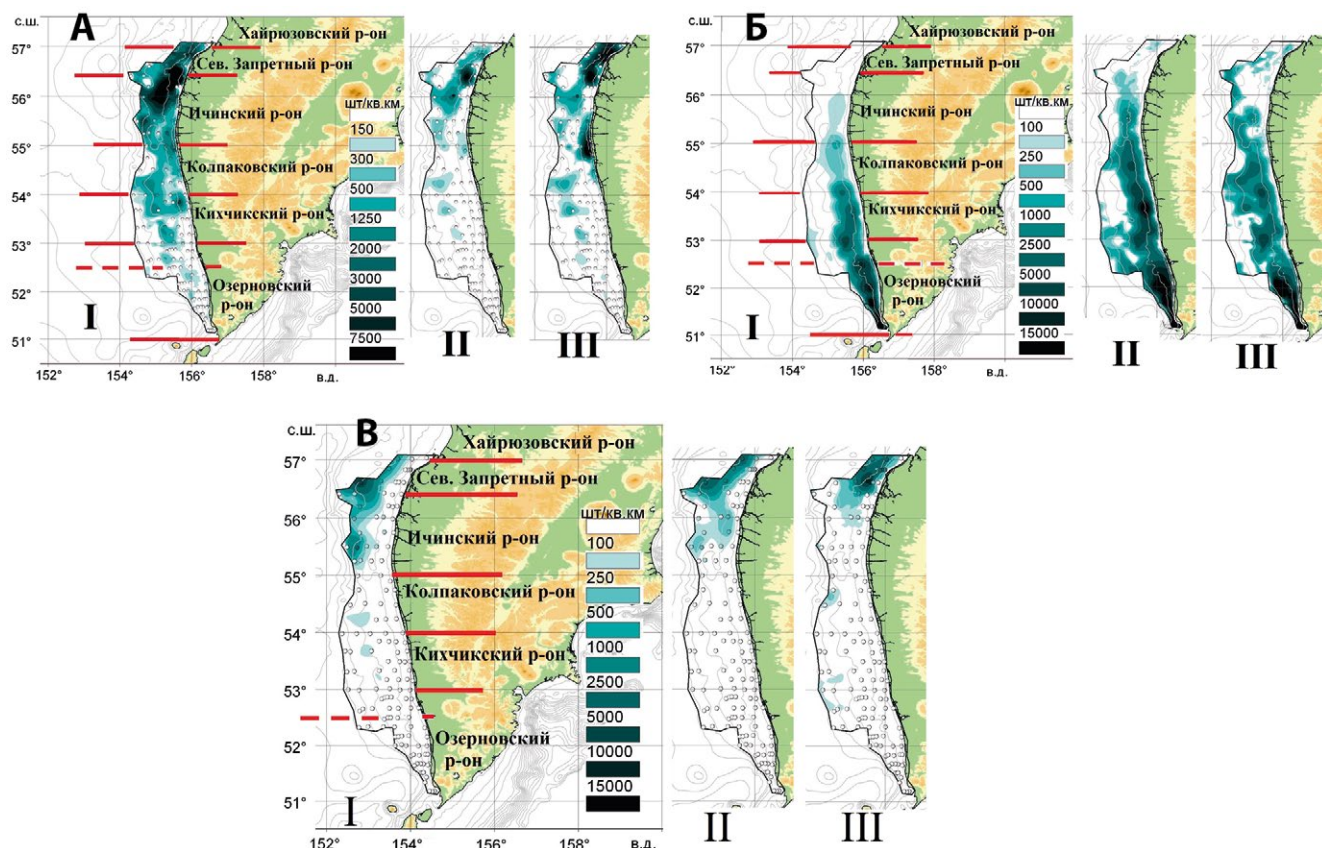 А
с.ш.
57°
56°
55°
54°
53°
52°
51°
152°
154°
156°
158°
в.д.
Хайрюзовский р-он
Сев. Запретный р-он
Ичинский р-он
Колпаковский р-он
Кихчикский р-он
Озерновский
р-он
шт/кв.км
150
300
500
1250
2000
3000
5000
7500
I
II
III
Б
с.ш.
57°
56°
55°
54°
53°
52°
51°
152°
154°
156°
158°
в.д.
Хайрюзовский р-он
Сев. Запретный р-он
Ичинский р-он
Колпаковский р-он
Кихчикский р-он
Озерновский
р-он
шт/кв.км
100
250
500
1000
2500
5000
10000
15000
I
II
III
В
с.ш.
57°
56°
55°
54°
53°
52°
51°
152°
154°
156°
158°
в.д.
Хайрюзовский р-он
Сев. Запретный р-он
Ичинский р-он
Колпаковский р-он
Кихчикский р-он
Озерновский
р-он
шт/кв.км
100
250
500
1000
2500
5000
10000
15000
I
II
III